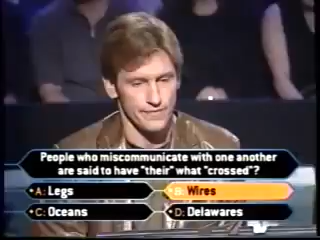 People who miscommunicate with one another
are said to have "their" what "crossed"?
A: Legs
B: Wires
C: Oceans
D: Delawares